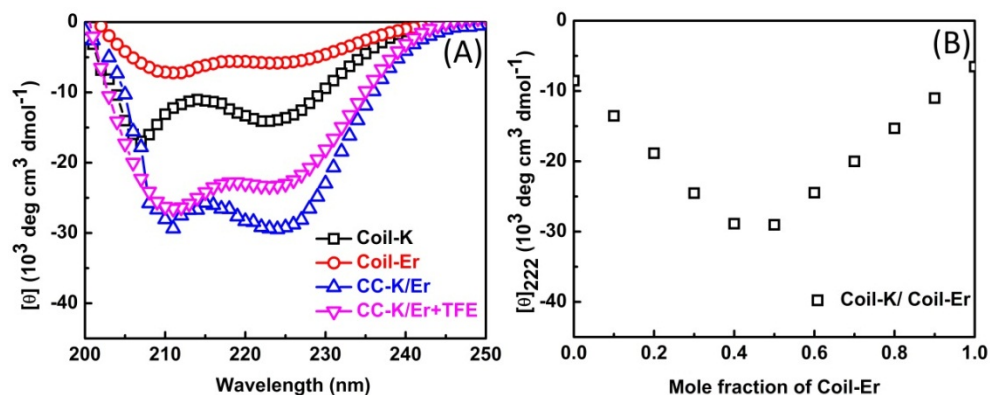 (A)
[θ] (10³ deg cm³ dmol⁻¹)
0
-10
-20
-30
-40
Coil-K
Coil-Er
CC-K/Er
CC-K/Er+TFE
200 210 220 230 240 250
Wavelength (nm)
(B)
[θ]₂₂₂ (10³ deg cm³ dmol⁻¹)
0
-10
-20
-30
-40
Coil-K/ Coil-Er
0.0 0.2 0.4 0.6 0.8 1.0
Mole fraction of Coil-Er